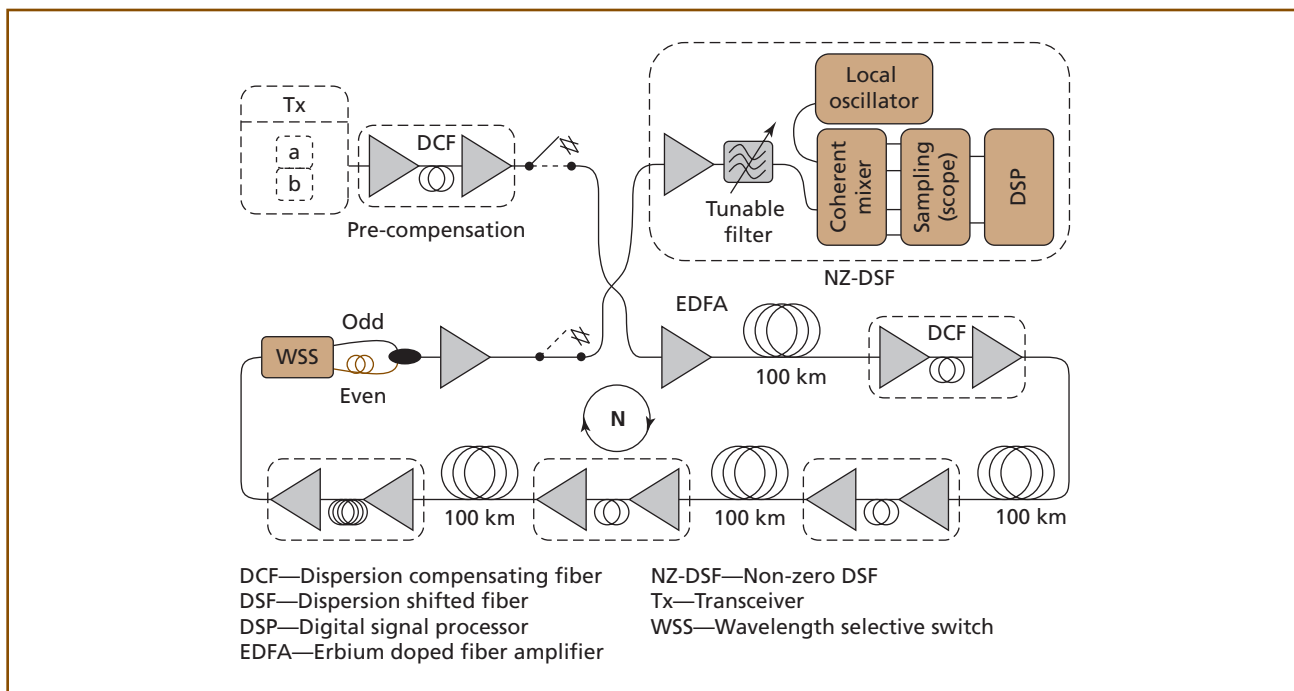 Tx
a
b
DCF
Pre-compensation
Tunable
filter
Local
oscillator
Coherent
mixer
Sampling
(scope)
DSP
NZ-DSF
WSS
Odd
Even
EDFA
100 km
DCF
N
100 km
100 km
100 km
DCF—Dispersion compensating fiber
DSF—Dispersion shifted fiber
DSP—Digital signal processor
EDFA—Erbium doped fiber amplifier
NZ-DSF—Non-zero DSF
Tx—Transceiver
WSS—Wavelength selective switch